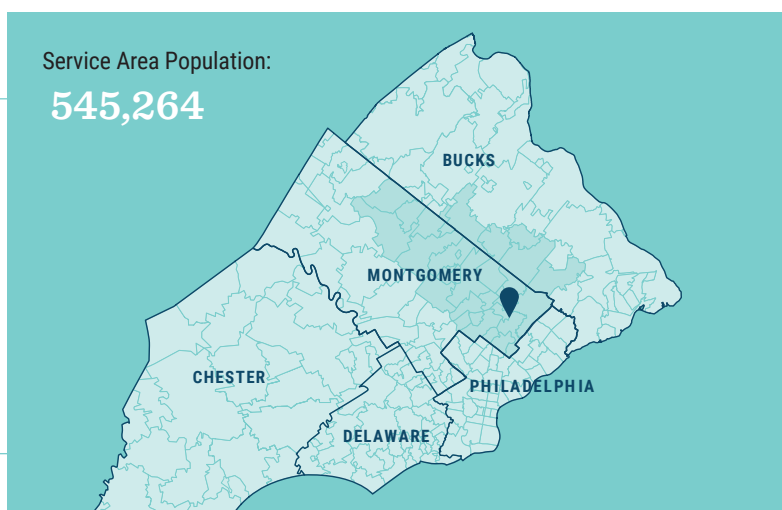 Service Area Population:
545,264
BUCKS
MONTGOMERY
CHESTER
PHILADELPHIA
DELAWARE